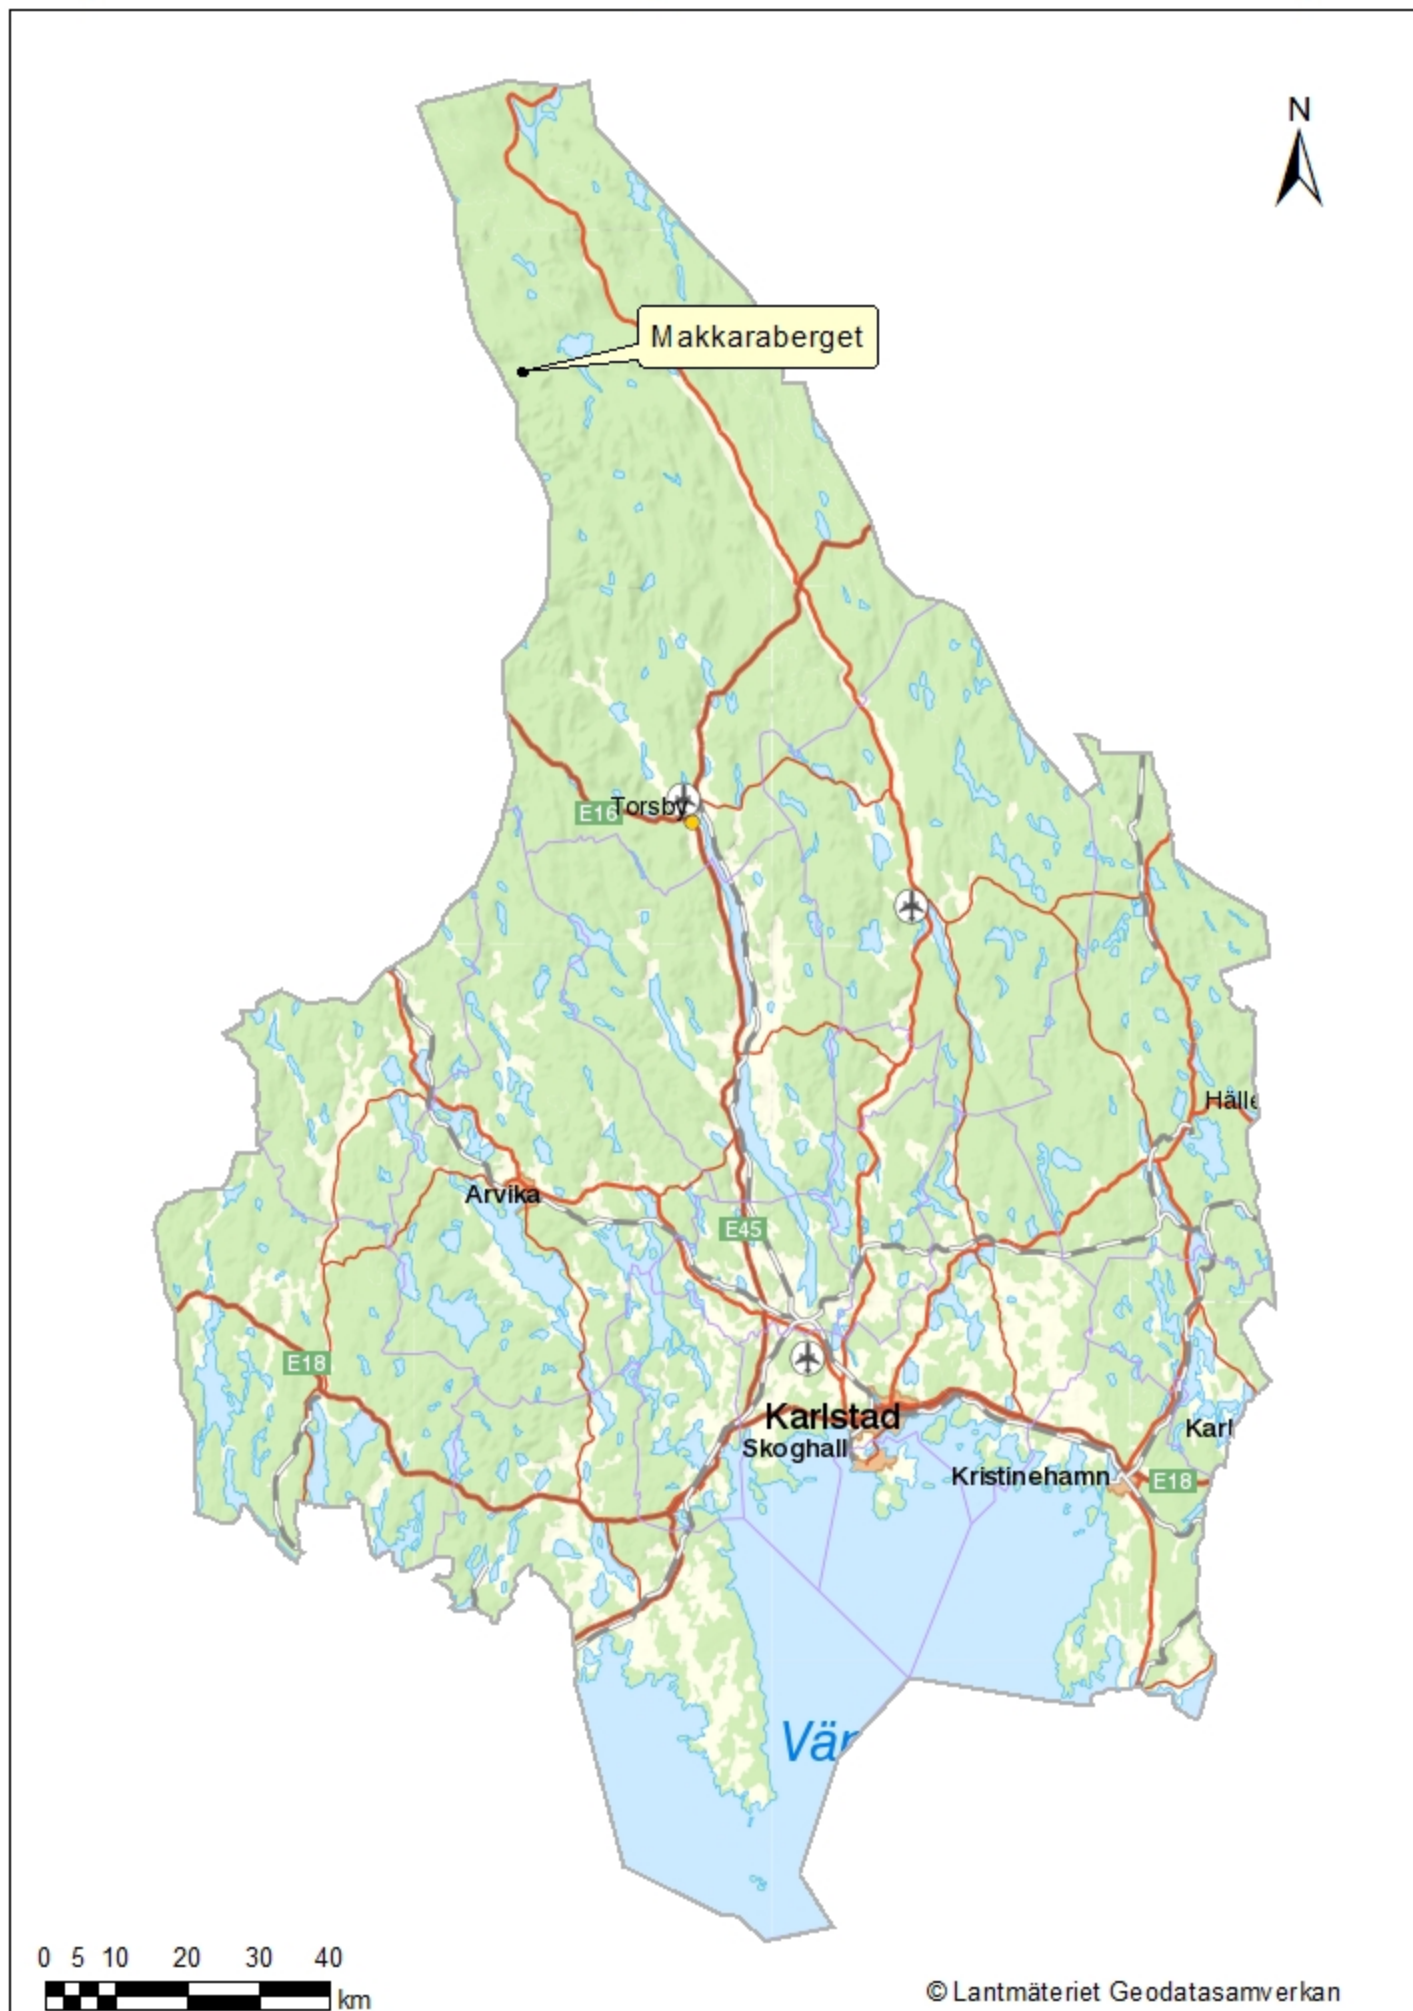 N
Makkaraberget
Torsby
E16
Hälle
Arvika
E45
E18
Karlstad
Skoghall
Karl
Kristinehamn
E18
Vär
0 5 10 20 30 40
km
© Lantmäteriet Geodatasamverkan